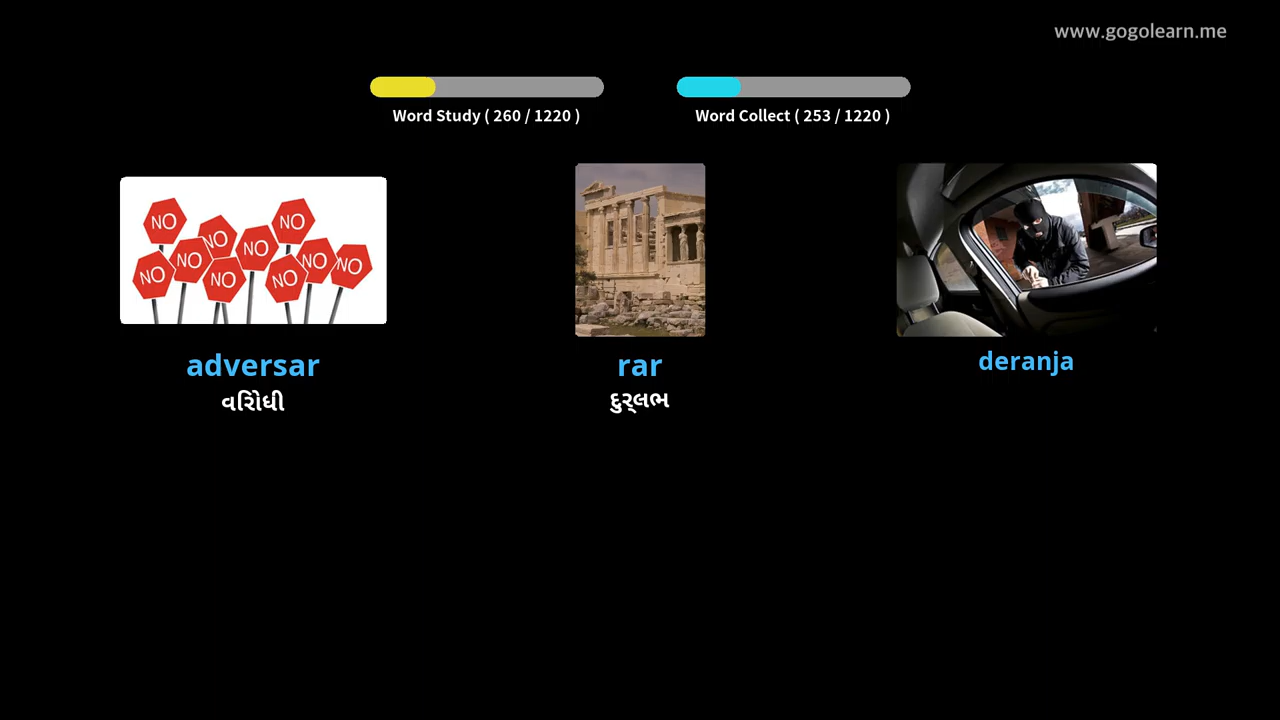 www.gogolearn.me
Word Study ( 260 / 1220 )
Word Collect ( 253 / 1220 )
NO NO NO NO NO NO NO NO NO NO
adversar
વિરોધી
rar
દુર્લભ
deranja